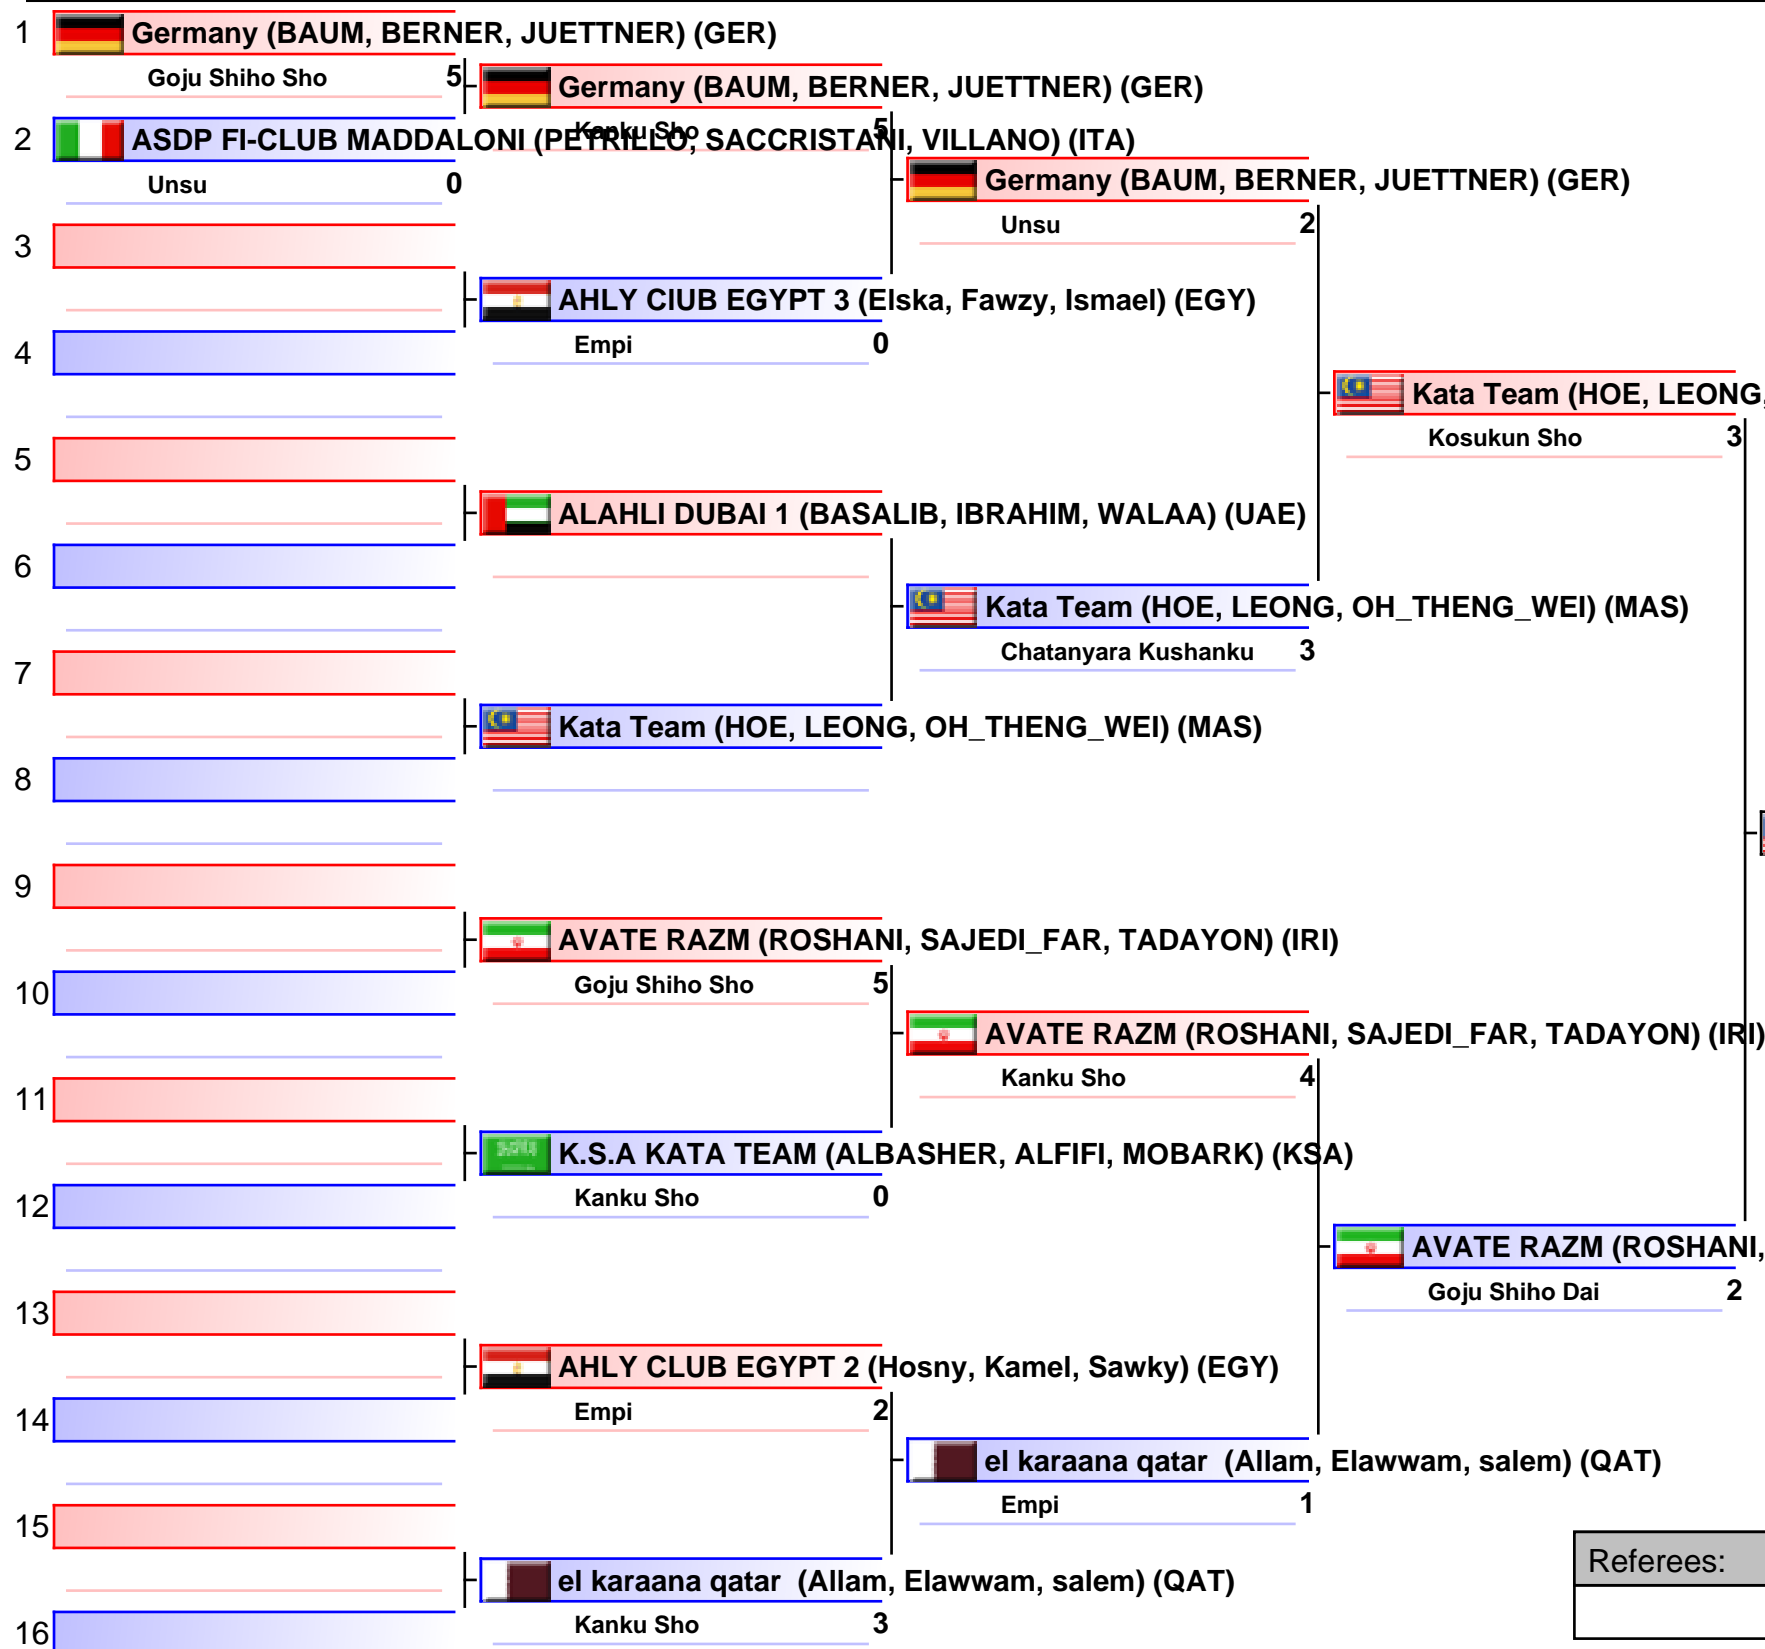 1
Germany (BAUM, BERNER, JUETTNER) (GER)
Goju Shiho Sho 5
Germany (BAUM, BERNER, JUETTNER) (GER)
Kanku Sho 5
2
ASDP FI-CLUB MADDALONI (PETRILLO, SACCRISTANI, VILLANO) (ITA)
Unsu 0
Germany (BAUM, BERNER, JUETTNER) (GER)
Unsu 2
3
AHLY CIUB EGYPT 3 (Elska, Fawzy, Ismael) (EGY)
Empi 0
4
Kata Team (HOE, LEONG,
Kosukun Sho 3
5
ALAHLI DUBAI 1 (BASALIB, IBRAHIM, WALAA) (UAE)
6
Kata Team (HOE, LEONG, OH_THENG_WEI) (MAS)
Chatanyara Kushanku 3
7
Kata Team (HOE, LEONG, OH_THENG_WEI) (MAS)
8
9
AVATE RAZM (ROSHANI, SAJEDI_FAR, TADAYON) (IRI)
Goju Shiho Sho 5
10
AVATE RAZM (ROSHANI, SAJEDI_FAR, TADAYON) (IRI)
Kanku Sho 4
11
K.S.A KATA TEAM (ALBASHER, ALFIFI, MOBARK) (KSA)
Kanku Sho 0
12
AVATE RAZM (ROSHANI,
Goju Shiho Dai 2
13
AHLY CLUB EGYPT 2 (Hosny, Kamel, Sawky) (EGY)
Empi 2
14
el karaana qatar (Allam, Elawwam, salem) (QAT)
Empi 1
15
Referees:
el karaana qatar (Allam, Elawwam, salem) (QAT)
Kanku Sho 3
16